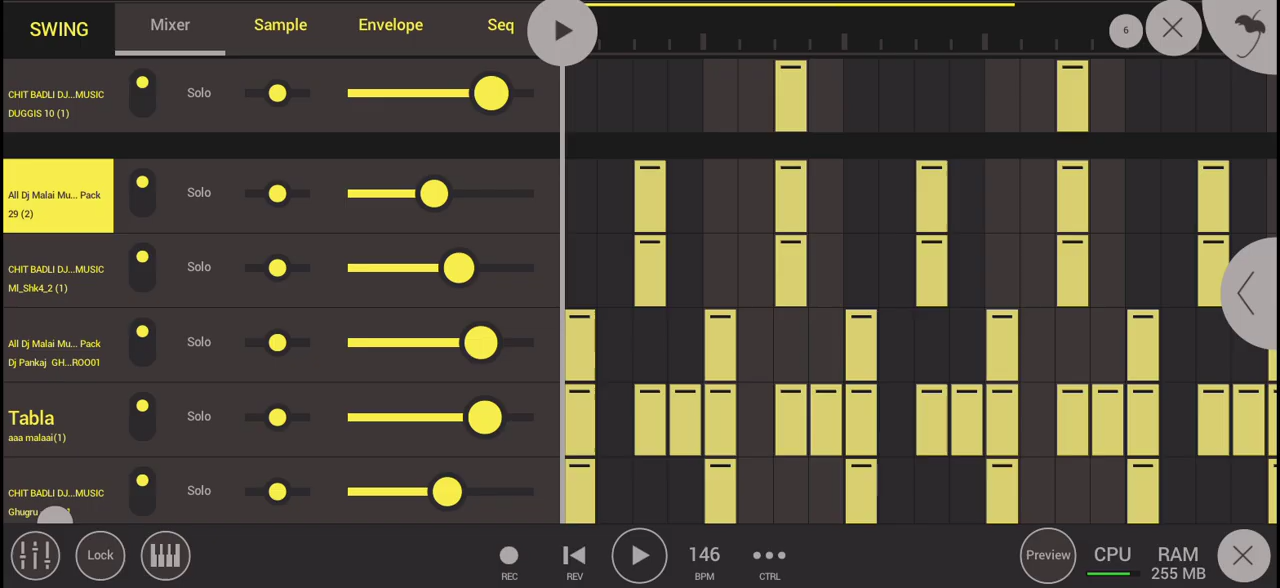 SWING Mixer Sample Envelope Seq 6
CHIT BADLI DJ...MUSIC
DUGGIS 10 (1)
Solo
All Dj Malai Mu... Pack
29 (2)
Solo
CHIT BADLI DJ...MUSIC
Ml_Shk4_2 (1)
Solo
All Dj Malai Mu... Pack
Dj Pankaj GH...ROO01
Solo
Tabla
aaa malaai(1)
Solo
CHIT BADLI DJ...MUSIC
Ghugru
Solo
Lock
REC
REV
146
BPM
CTRL
Preview
CPU
RAM
255 MB